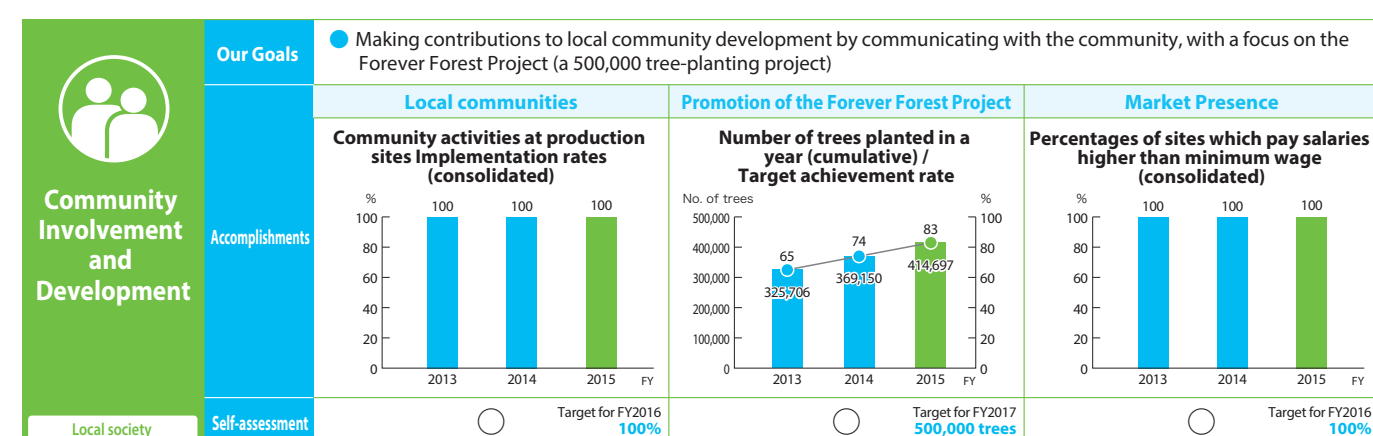 Community
Involvement
and
Development
Local society
Our Goals
Making contributions to local community development by communicating with the community, with a focus on the
Forever Forest Project (a 500,000 tree-planting project)
Accomplishments
Local communities
Community activities at production
sites Implementation rates
(consolidated)
%
100
80
60
40
20
0
100
100
100
2013
2014
2015
FY
Promotion of the Forever Forest Project
Number of trees planted in a
year (cumulative) /
Target achievement rate
No. of trees
%
500,000
400,000
300,000
200,000
100,000
0
65
74
83
325,706
369,150
414,697
100
80
60
40
20
0
2013
2014
2015
FY
Market Presence
Percentages of sites which pay salaries
higher than minimum wage
(consolidated)
%
100
80
60
40
20
0
100
100
100
2013
2014
2015
FY
Self-assessment
Target for FY2016
100%
Target for FY2017
500,000 trees
Target for FY2016
100%